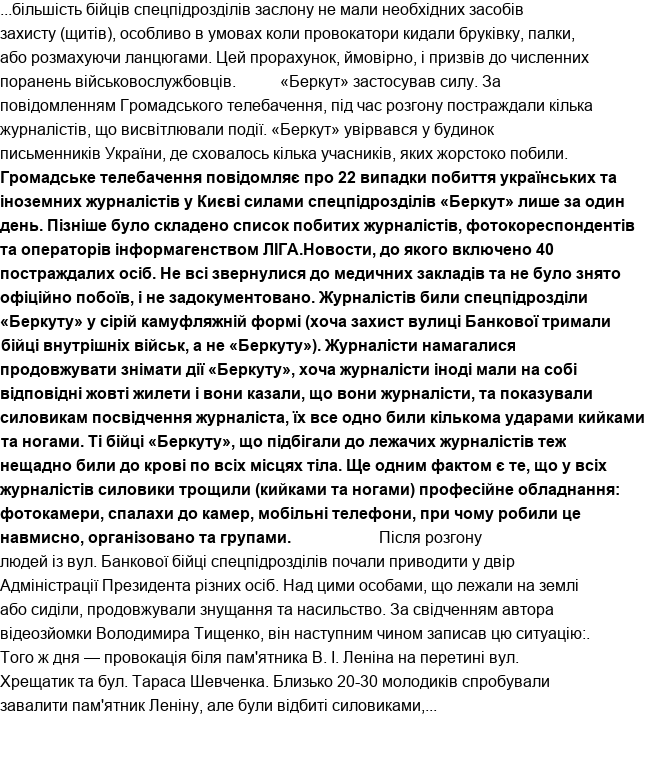 ...більшість бійців спецпідрозділів заслону не мали необхідних засобів
захисту (щитів), особливо в умовах коли провокатори кидали бруківку, палки,
або розмахуючи ланцюгами. Цей прорахунок, ймовірно, і призвів до численних
поранень військовослужбовців. «Беркут» застосував силу. За
повідомленням Громадського телебачення, під час розгону постраждали кілька
журналістів, що висвітлювали події. «Беркут» увірвався у будинок
письменників України, де сховалось кілька учасників, яких жорстоко побили.
Громадське телебачення повідомляє про 22 випадки побиття українських та
іноземних журналістів у Києві силами спецпідрозділів «Беркут» лише за один
день. Пізніше було складено список побитих журналістів, фотокореспондентів
та операторів інформагенством ЛІГА.Новости, до якого включено 40
постраждалих осіб. Не всі звернулися до медичних закладів та не було знято
офіційно побоїв, і не задокументовано. Журналістів били спецпідрозділи
«Беркуту» у сірій камуфляжній формі (хоча захист вулиці Банкової тримали
бійці внутрішніх військ, а не «Беркуту»). Журналісти намагалися
продовжувати знімати дії «Беркуту», хоча журналісти іноді мали на собі
відповідні жовті жилети і вони казали, що вони журналісти, та показували
силовикам посвідчення журналіста, їх все одно били кількома ударами кийками
та ногами. Ті бійці «Беркуту», що підбігали до лежачих журналістів теж
нещадно били до крові по всіх місцях тіла. Ще одним фактом є те, що у всіх
журналістів силовики трощили (кийками та ногами) професійне обладнання:
фотокамери, спалахи до камер, мобільні телефони, при чому робили це
навмисно, організовано та групами. Після розгону
людей із вул. Банкової бійці спецпідрозділів почали приводити у двір
Адміністрації Президента різних осіб. Над цими особами, що лежали на землі
або сиділи, продовжували знущання та насильство. За свідченням автора
відеозйомки Володимира Тищенко, він наступним чином записав цю ситуацію:.
Того ж дня — провокація біля пам'ятника В. І. Леніна на перетині вул.
Хрещатик та бул. Тараса Шевченка. Близько 20-30 молодиків спробували
завалити пам'ятник Леніну, але були відбиті силовиками,...